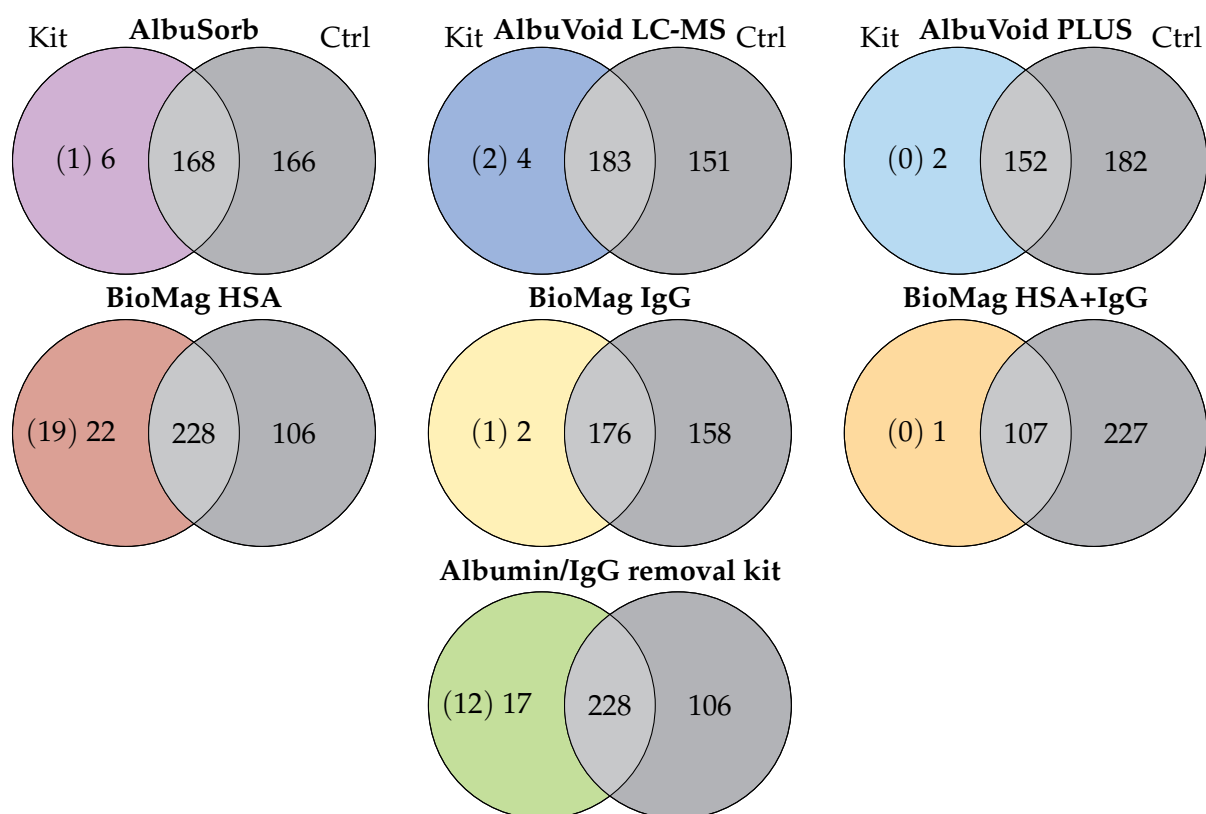 Kit AlbuSorb Ctrl Kit AlbuVoid LC-MS Ctrl Kit AlbuVoid PLUS Ctrl
(1) 6 168 166 (2) 4 183 151 (0) 2 152 182
BioMag HSA BioMag IgG BioMag HSA+IgG
(19) 22 228 106 (1) 2 176 158 (0) 1 107 227
Albumin/IgG removal kit
(12) 17 228 106